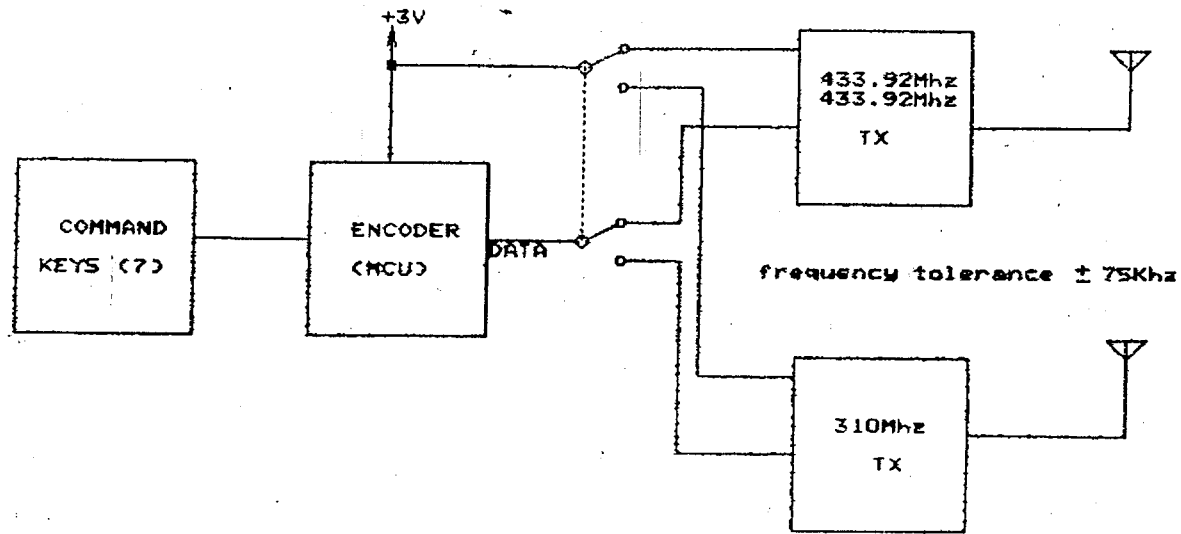 +3V
433.92Mhz
433.92Mhz
TX
COMMAND
KEYS (7)
ENCODER
(MCU)
DATA
frequency tolerance ± 75Khz
310Mhz
TX